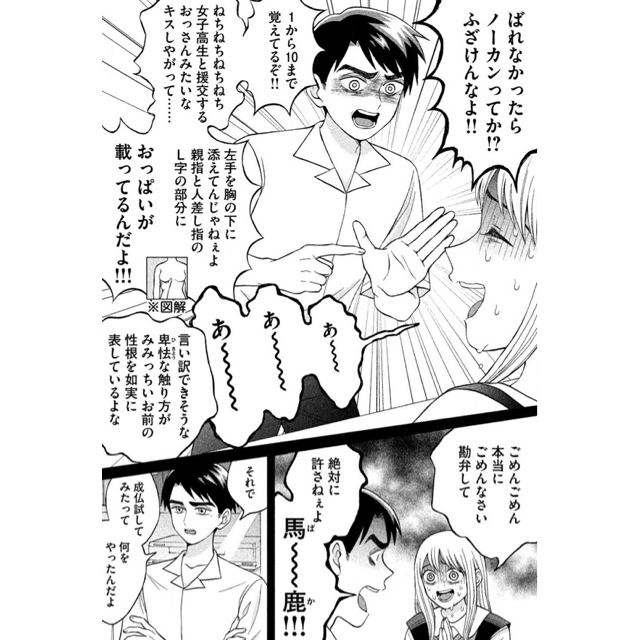 ばれなかったら
ノーカンってか!?
ふざけんなよ!!
1から10まで
覚えてるぞ!!
ねちねちねちねち
女子高生と援交する
おっさんみたいな
キスしやがって……
左手を胸の下に
添えてんじゃねぇよ
親指と人差し指の
L字の部分に
おっぱいが
載ってるんだよ!!!
※図解
あ〜〜〜
あ〜〜〜
あ〜〜〜
言い訳できそうな
卑怯な触り方が
ひきょう
みみっちいお前の
性根を如実に
表しているよな
ごめんごめん
本当に
ごめんなさい
勘弁して
絶対に
許さねぇよ
馬〜〜〜鹿!!!
ば
か
それで
成仏試して
みたって
何を
やったんだよ